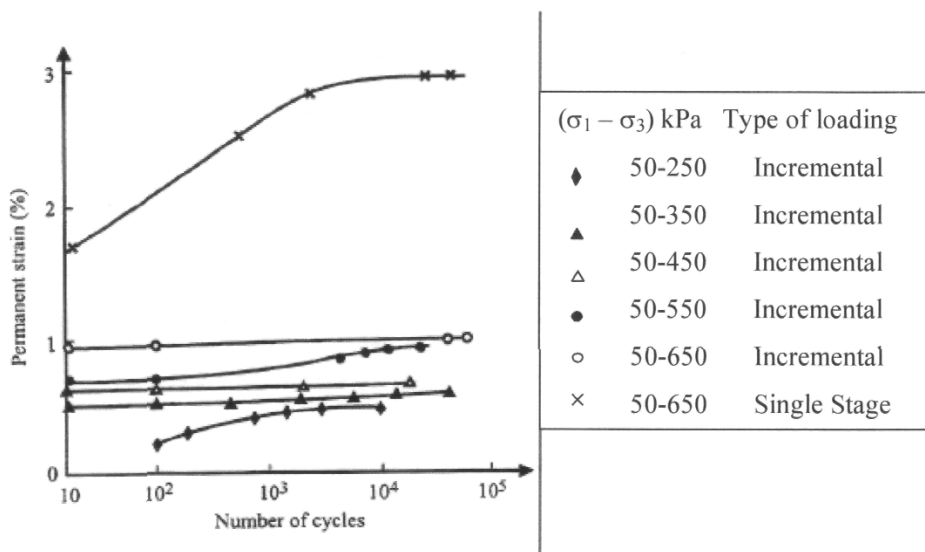 3
2
1
0
Permanent strain (%)
10
10²
10³
10⁴
10⁵
Number of cycles
(σ₁ – σ₃) kPa Type of loading
50-250 Incremental
50-350 Incremental
50-450 Incremental
50-550 Incremental
50-650 Incremental
50-650 Single Stage